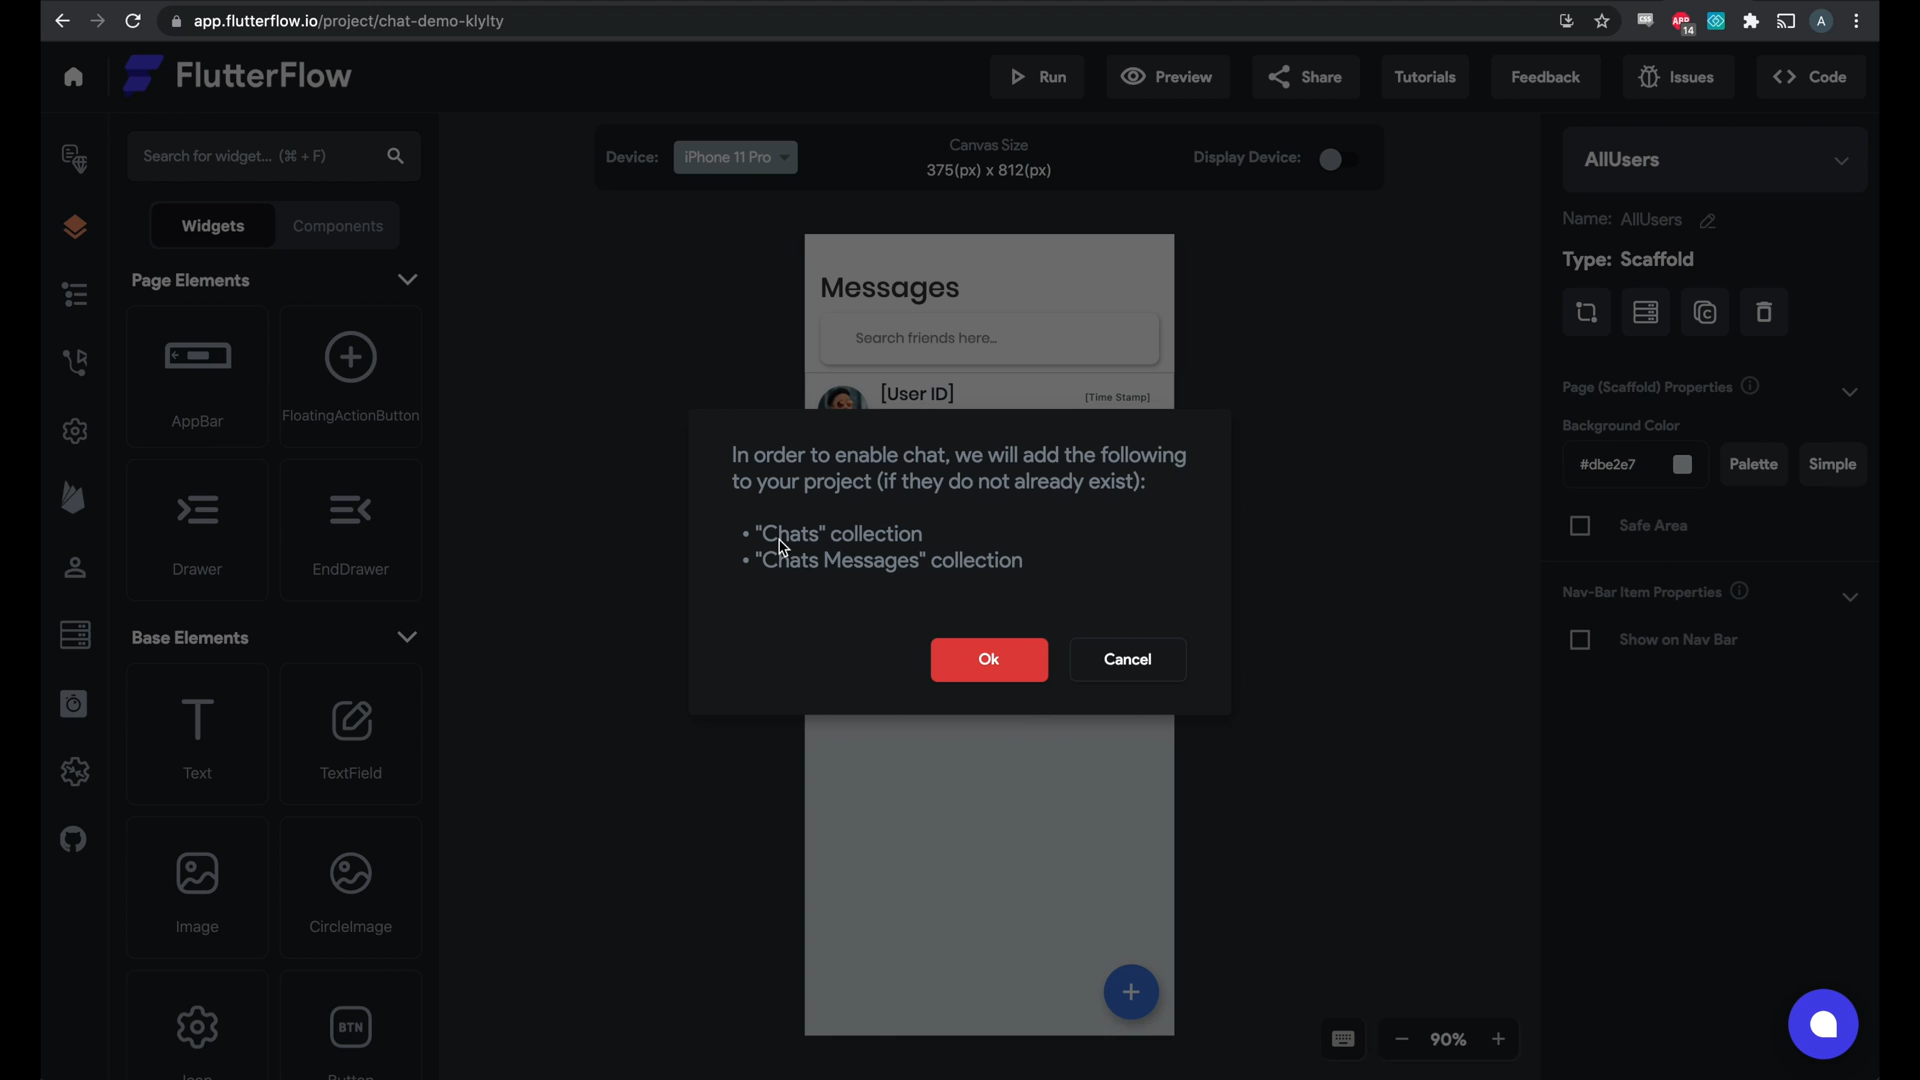 app.flutterflow.io/project/chat-demo-klylty
CSS
ABP
14
A
FlutterFlow
Run
Preview
Share
Tutorials
Feedback
Issues
Code
Search for widget... (⌘ + F)
Widgets
Components
Page Elements
AppBar
FloatingActionButton
Drawer
EndDrawer
Base Elements
Text
TextField
Image
CircleImage
BTN
Icon
Button
Device:
iPhone 11 Pro
Canvas Size
375(px) x 812(px)
Display Device:
Messages
Search friends here...
[User ID]
[Time Stamp]
In order to enable chat, we will add the following
to your project (if they do not already exist):
• "Chats" collection
• "Chats Messages" collection
Ok
Cancel
90%
AllUsers
Name: AllUsers
Type: Scaffold
Page (Scaffold) Properties
Background Color
#dbe2e7
Palette
Simple
Safe Area
Nav-Bar Item Properties
Show on Nav Bar